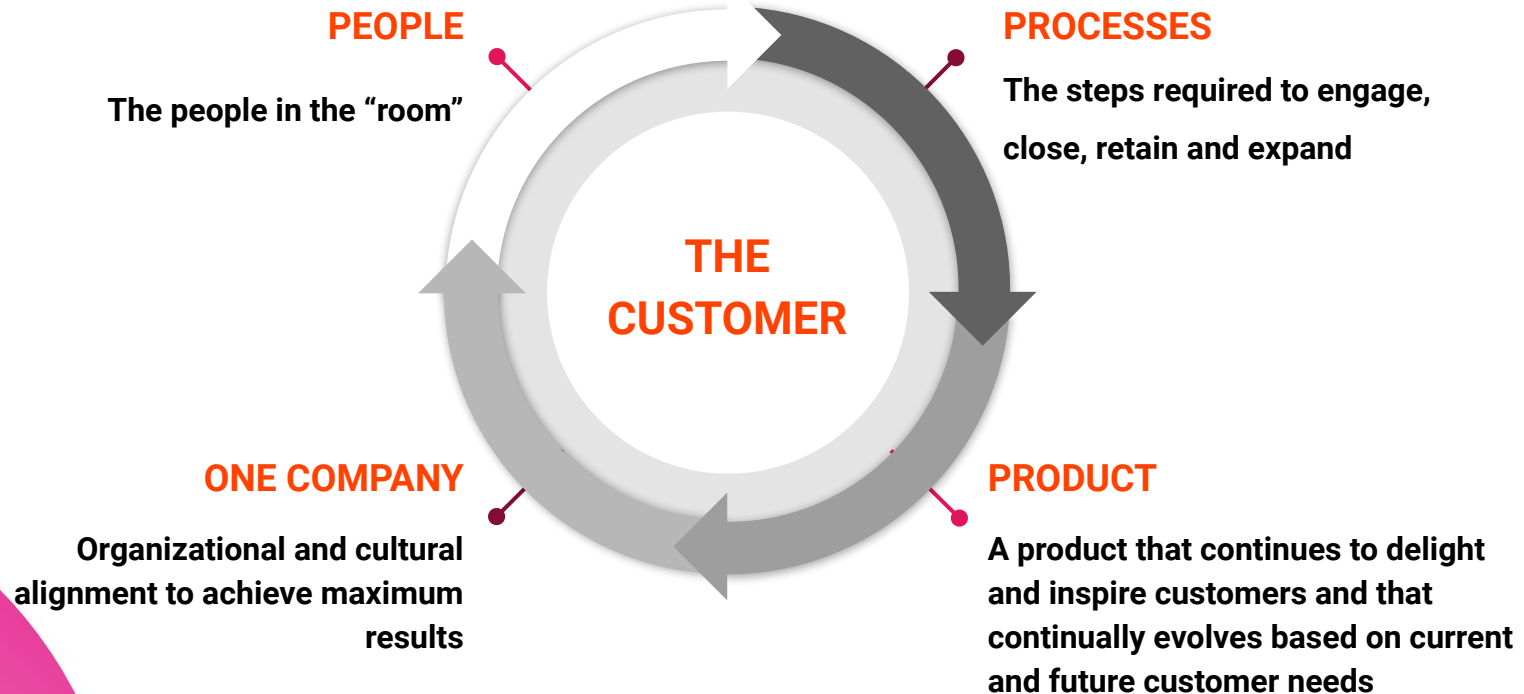 PEOPLE
The people in the “room”
PROCESSES
The steps required to engage,
close, retain and expand
THE
CUSTOMER
ONE COMPANY
Organizational and cultural
alignment to achieve maximum
results
PRODUCT
A product that continues to delight
and inspire customers and that
continually evolves based on current
and future customer needs